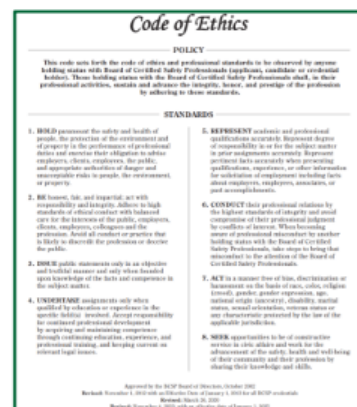 Code of Ethics
POLICY
This code sets forth the code of ethics and professional standards to be observed by anyone
holding status with Board of Certified Safety Professionals (applicant, candidate or credential
holder). Those holding status with the Board of Certified Safety Professionals shall, in their
professional activities, sustain and advance the integrity, honor, and prestige of the profession
by adhering to these standards.
STANDARDS
1. HOLD paramount the safety and health of
people, the protection of the environment and
of property in the performance of professional
duties and exercise their obligation to advise
employers, clients, employees, the public,
and appropriate authorities of danger and
unacceptable risks to people, the environment,
or property.
2. BE honest, fair, and impartial; act with
responsibility and integrity. Adhere to high
standards of ethical conduct with balanced
care for the interests of the public, employers,
clients, employees, colleagues and the
profession. Avoid all conduct or practice that
is likely to discredit the profession or deceive
the public.
3. ISSUE public statements only in an objective
and truthful manner and only when founded
upon knowledge of the facts and competence in
the subject matter.
4. UNDERTAKE assignments only when
qualified by education or experience in the
specific field(s) involved. Accept responsibility
for continued professional development
by acquiring and maintaining competence
through continuing education, experience, and
professional training, and keeping current on
relevant legal issues.
5. REPRESENT academic and professional
qualifications accurately. Represent degree
of responsibility in or for the subject matter
in prior assignments accurately. Represent
pertinent facts accurately when presenting
qualifications, experience, or other information
for solicitation of employment including facts
about employers, employees, associates, or
past accomplishments.
6. CONDUCT their professional relations by
the highest standards of integrity and avoid
compromise of their professional judgment
by conflicts of interest. When becoming
aware of professional misconduct by another
holding status with the Board of Certified
Safety Professionals, take steps to bring that
misconduct to the attention of the Board of
Certified Safety Professionals.
7. ACT in a manner free of bias, discrimination or
harassment on the basis of race, color, religion
(creed), gender, gender expression, age,
national origin (ancestry), disability, marital
status, sexual orientation, veteran status or
any characteristic protected by the law of the
applicable jurisdiction.
8. SEEK opportunities to be of constructive
service in civic affairs and work for the
advancement of the safety, health and well-being
of their community and their profession by
sharing their knowledge and skills.
Approved by the BCSP Board of Directors, October 2002